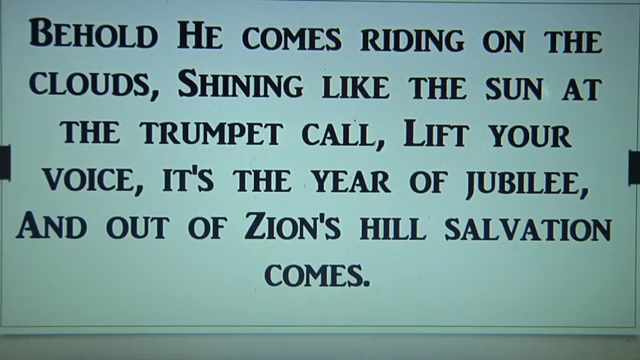 Behold He comes riding on the
clouds, Shining like the sun at
the trumpet call, Lift your
voice, it's the year of jubilee,
And out of Zion's hill salvation
comes.